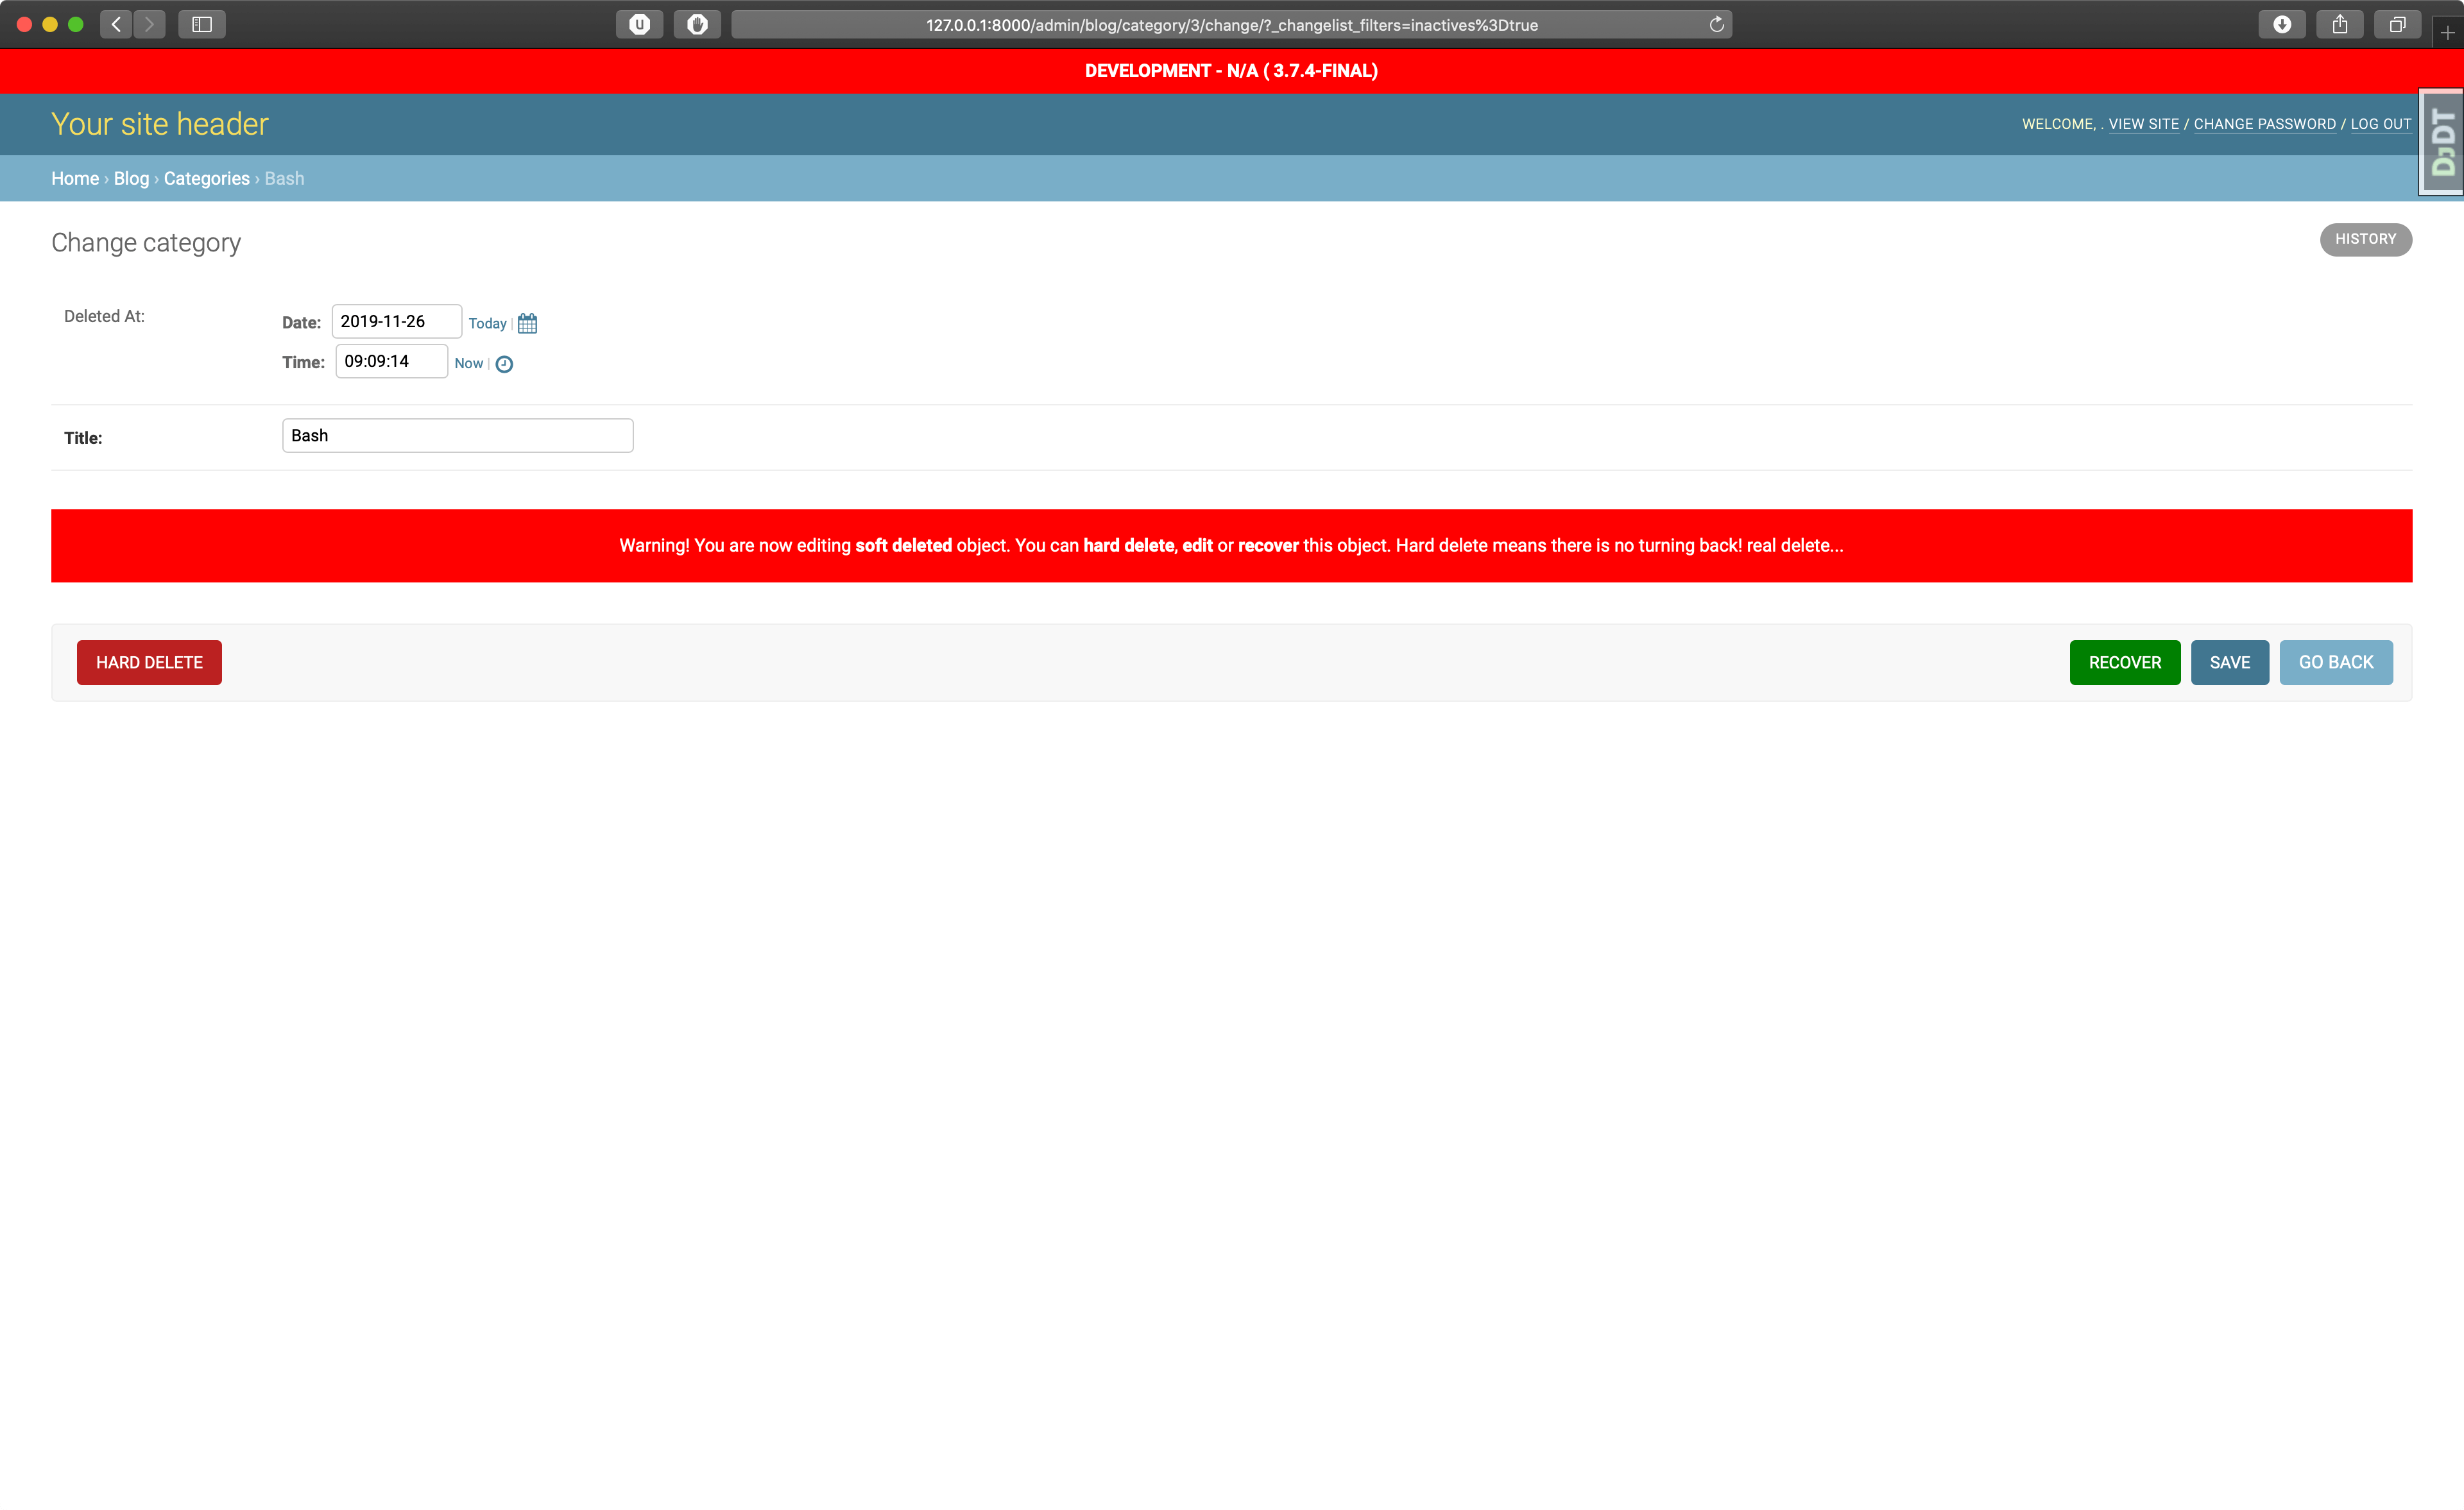 127.0.0.1:8000/admin/blog/category/3/change/?_changelist_filters=inactives%3Dtrue
DEVELOPMENT - N/A ( 3.7.4-FINAL)
Your site header
WELCOME, . VIEW SITE / CHANGE PASSWORD / LOG OUT
DJDT
Home › Blog › Categories › Bash
Change category
HISTORY
Deleted At:
Date: 2019-11-26 Today |
Time: 09:09:14 Now |
Title: Bash
Warning! You are now editing soft deleted object. You can hard delete, edit or recover this object. Hard delete means there is no turning back! real delete...
HARD DELETE RECOVER SAVE GO BACK